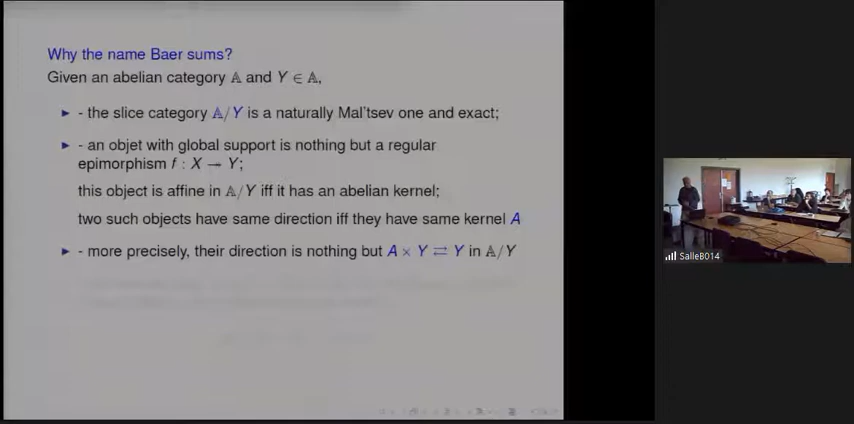 Why the name Baer sums?
Given an abelian category 𝔸 and Y ∈ 𝔸,
► - the slice category 𝔸/Y is a naturally Mal'tsev one and exact;
► - an objet with global support is nothing but a regular
epimorphism f : X ↠ Y;
this object is affine in 𝔸/Y iff it has an abelian kernel;
two such objects have same direction iff they have same kernel A
► - more precisely, their direction is nothing but A × Y ⇄ Y in 𝔸/Y
SalleB014